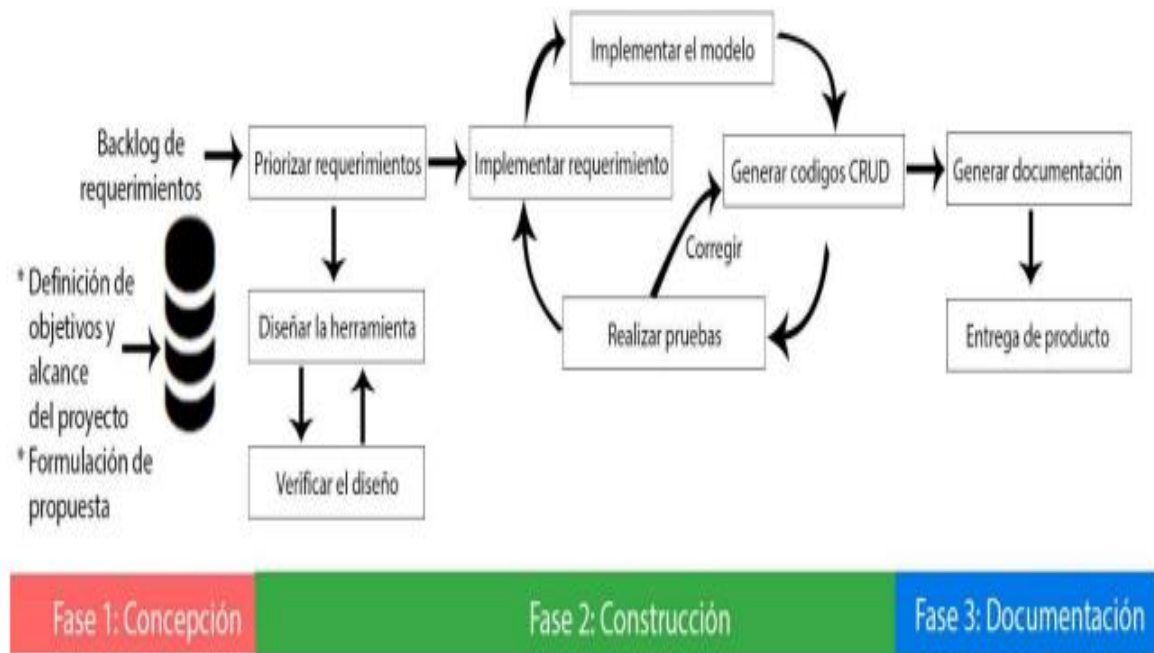 Implementar el modelo
Backlog de
requerimientos
Priorizar requerimientos
Implementar requerimiento
Generar codigos CRUD
Generar documentación
Corregir
* Definición de
objetivos y
alcance
del proyecto
* Formulación de
propuesta
Diseñar la herramienta
Realizar pruebas
Entrega de producto
Verificar el diseño
Fase 1: Concepción
Fase 2: Construcción
Fase 3: Documentación